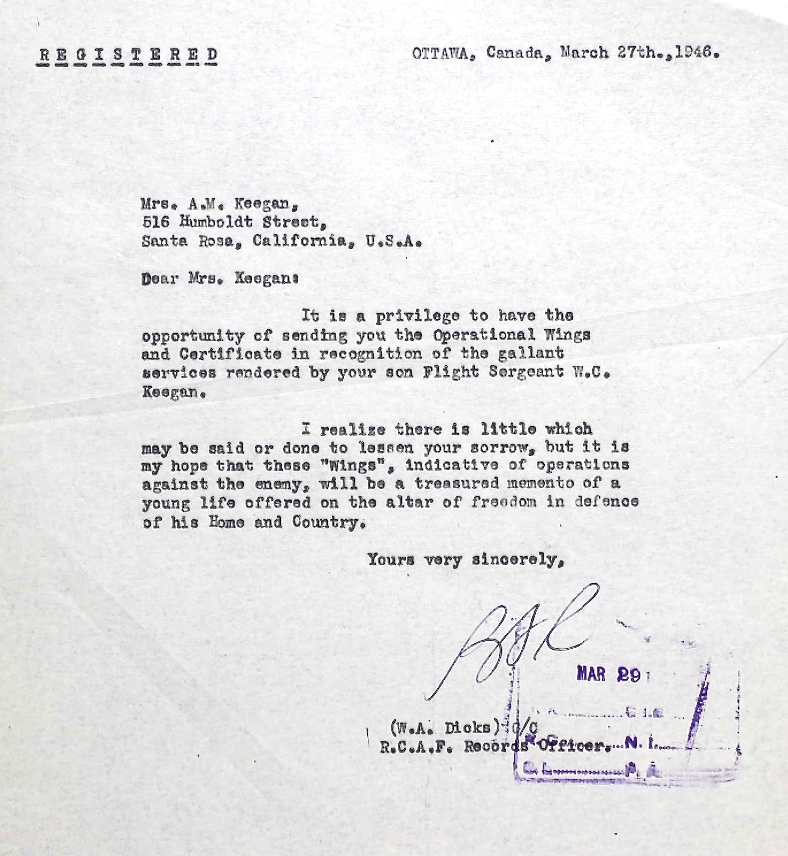 REGISTERED
OTTAWA, Canada, March 27th.,1946.
Mrs. A.M. Keegan,
516 Humboldt Street,
Santa Rosa, California, U.S.A.
Dear Mrs. Keegan:
It is a privilege to have the
opportunity of sending you the Operational Wings
and Certificate in recognition of the gallant
services rendered by your son Flight Sergeant W.C.
Keegan.
I realize there is little which
may be said or done to lessen your sorrow, but it is
my hope that these "Wings", indicative of operations
against the enemy, will be a treasured memento of a
young life offered on the altar of freedom in defence
of his Home and Country.
Yours very sincerely,
MAR 29
(W.A. Dicks) G/C
R.C.A.F. Records Officer.
N.I.
P.A.